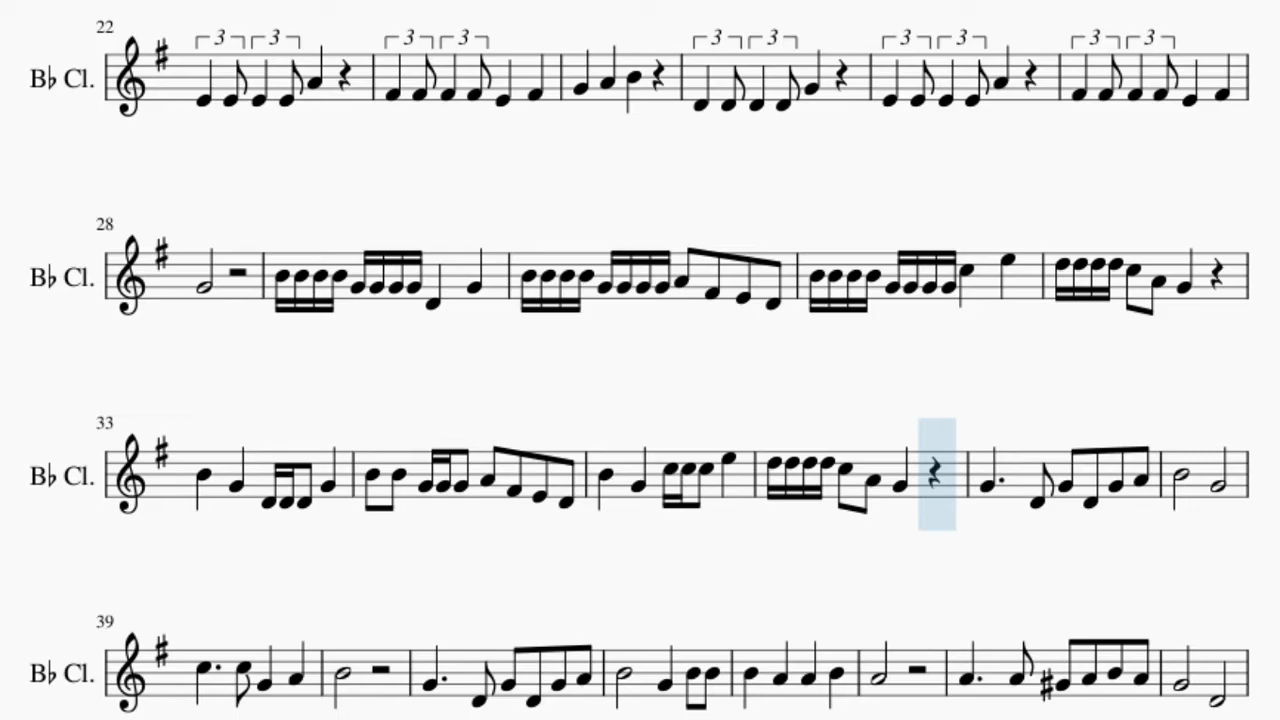 22
3 3 3 3 3 3 3 3 3 3
B♭ Cl.
28
B♭ Cl.
33
B♭ Cl.
39
B♭ Cl.